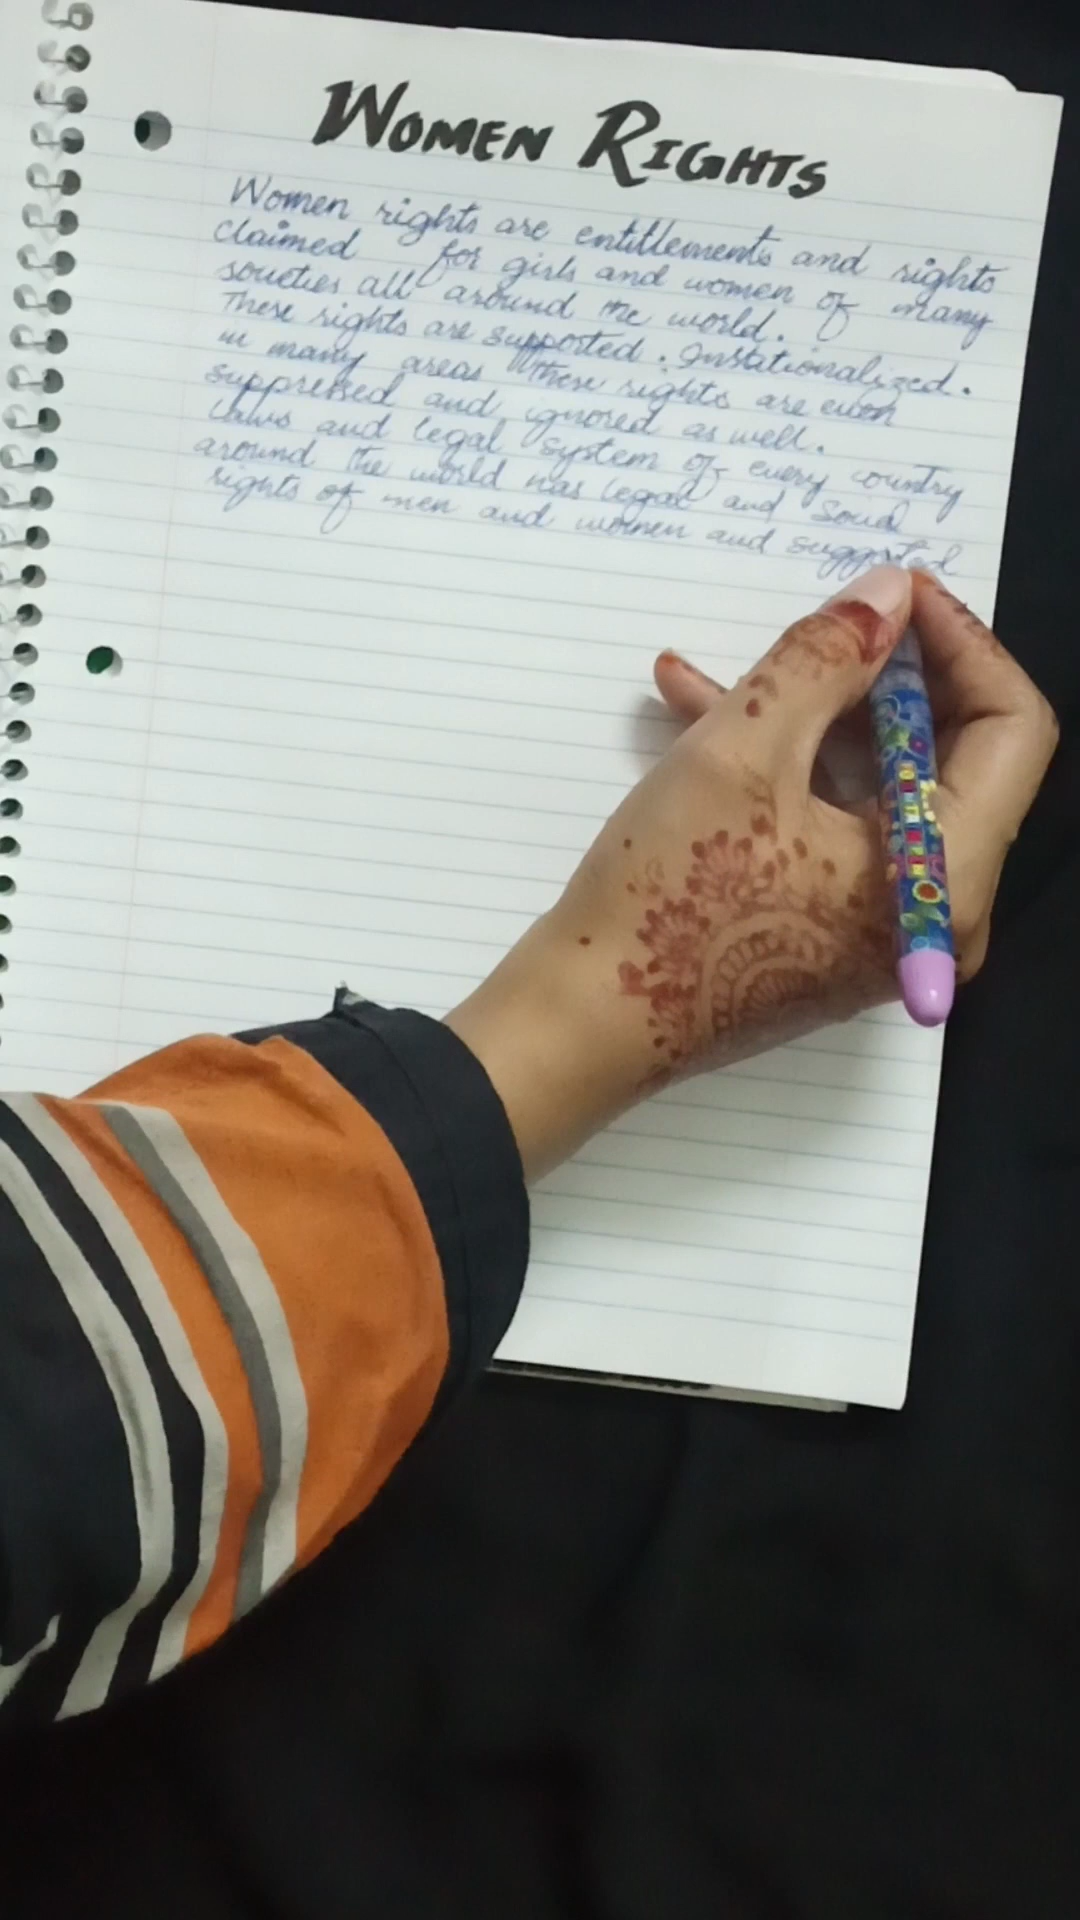 WOMEN RIGHTS
Women rights are entitlements and rights
claimed for girls and women of many
societies all around the world.
These rights are supported. Instationalized.
in many areas these rights are even
suppressed and ignored as well.
Laws and legal system of every country
around the world has legal and Social
rights of men and women and suggested